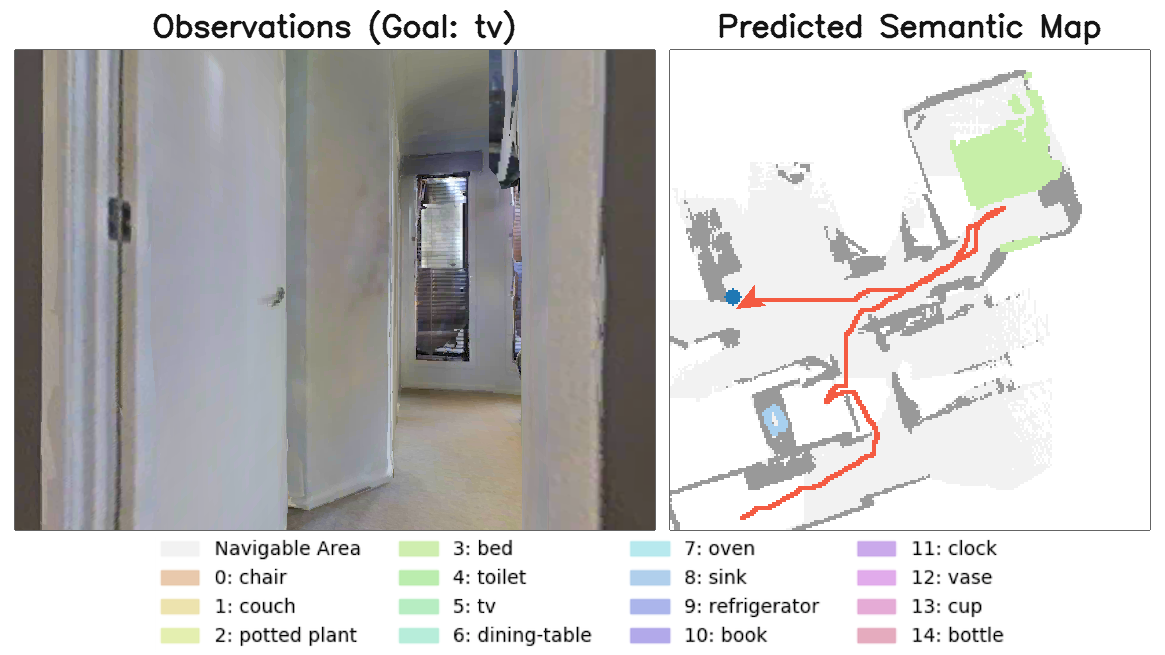 Observations (Goal: tv)
Predicted Semantic Map
Navigable Area
0: chair
1: couch
2: potted plant
3: bed
4: toilet
5: tv
6: dining-table
7: oven
8: sink
9: refrigerator
10: book
11: clock
12: vase
13: cup
14: bottle